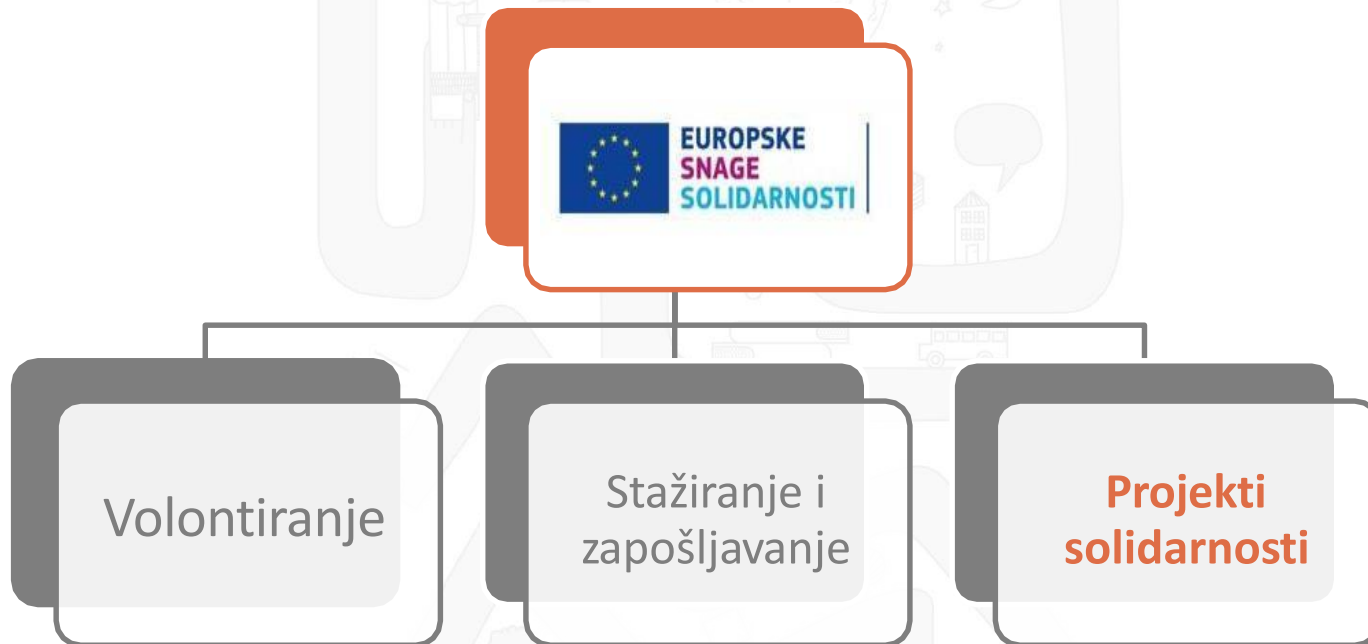 EUROPSKE
SNAGE
SOLIDARNOSTI
Volontiranje
Stažiranje i
zapošljavanje
Projekti
solidarnosti